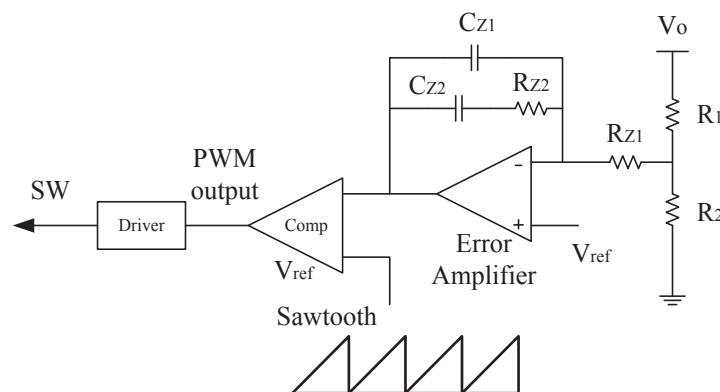 CZ1
Vo
CZ2
RZ2
R1
RZ1
PWM
output
SW
-
Driver
Comp
R2
+
Vref
Error
Amplifier
Vref
Sawtooth